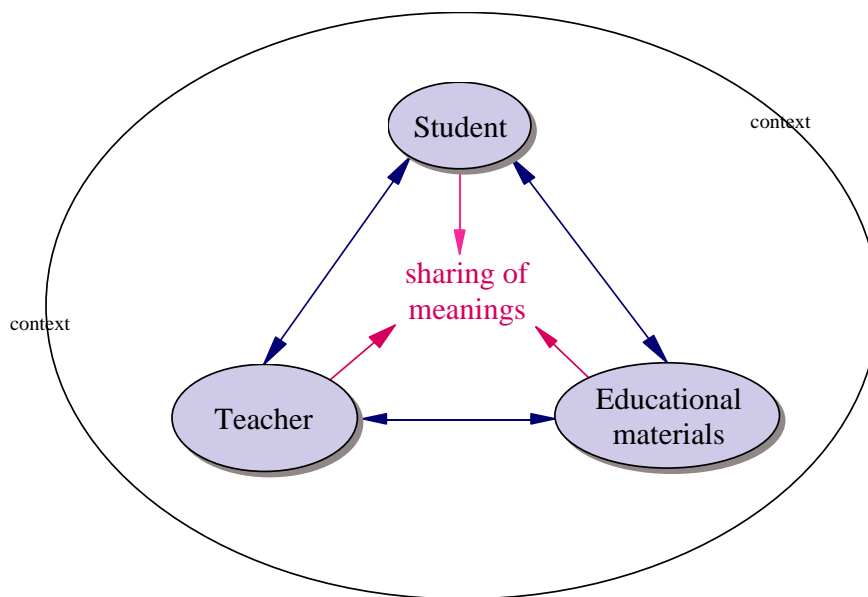 Student
context
sharing of
meanings
context
Teacher
Educational
materials